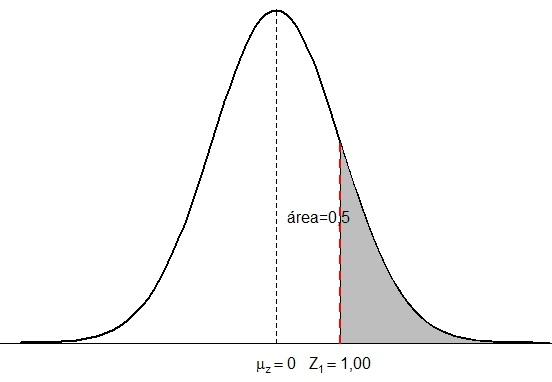 área=0,5
μz = 0 Z1 = 1,00